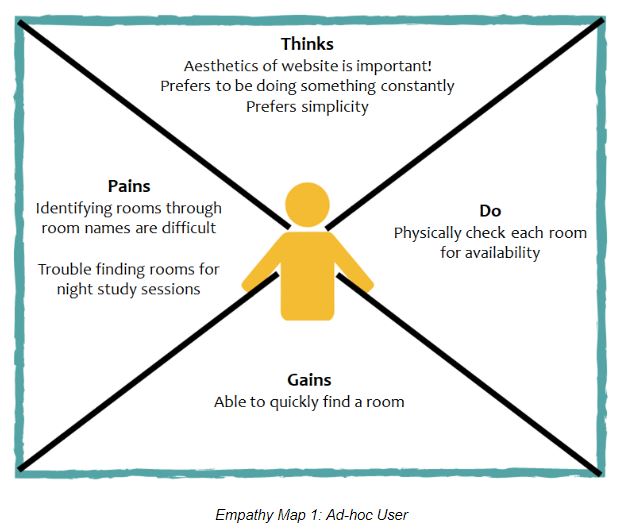 Thinks
Aesthetics of website is important!
Prefers to be doing something constantly
Prefers simplicity
Pains
Identifying rooms through
room names are difficult
Trouble finding rooms for
night study sessions
Do
Physically check each room
for availability
Gains
Able to quickly find a room
Empathy Map 1: Ad-hoc User